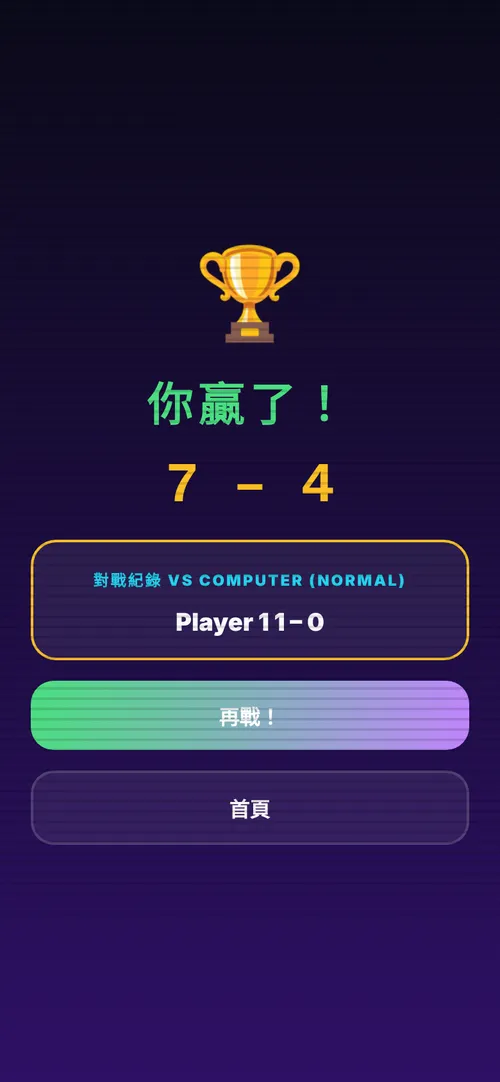 你贏了！
7 – 4
對戰紀錄 VS COMPUTER (NORMAL)
Player 1 1 – 0
再戰！
首頁